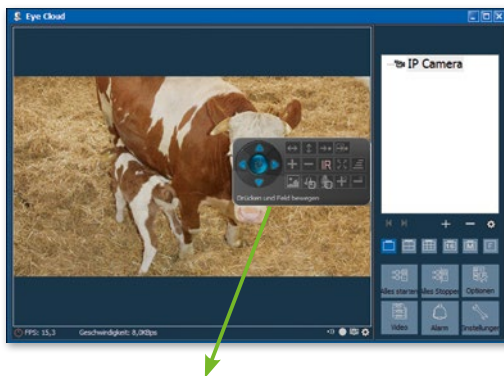 Eye Cloud
IP Camera
IR
Drücken und Field bewegen
Alles starten
Alles Stoppen
Optionen
Video
Alarm
Einstellungen
FPS: 15,3
Geschwindigkeit: 8,0KBps